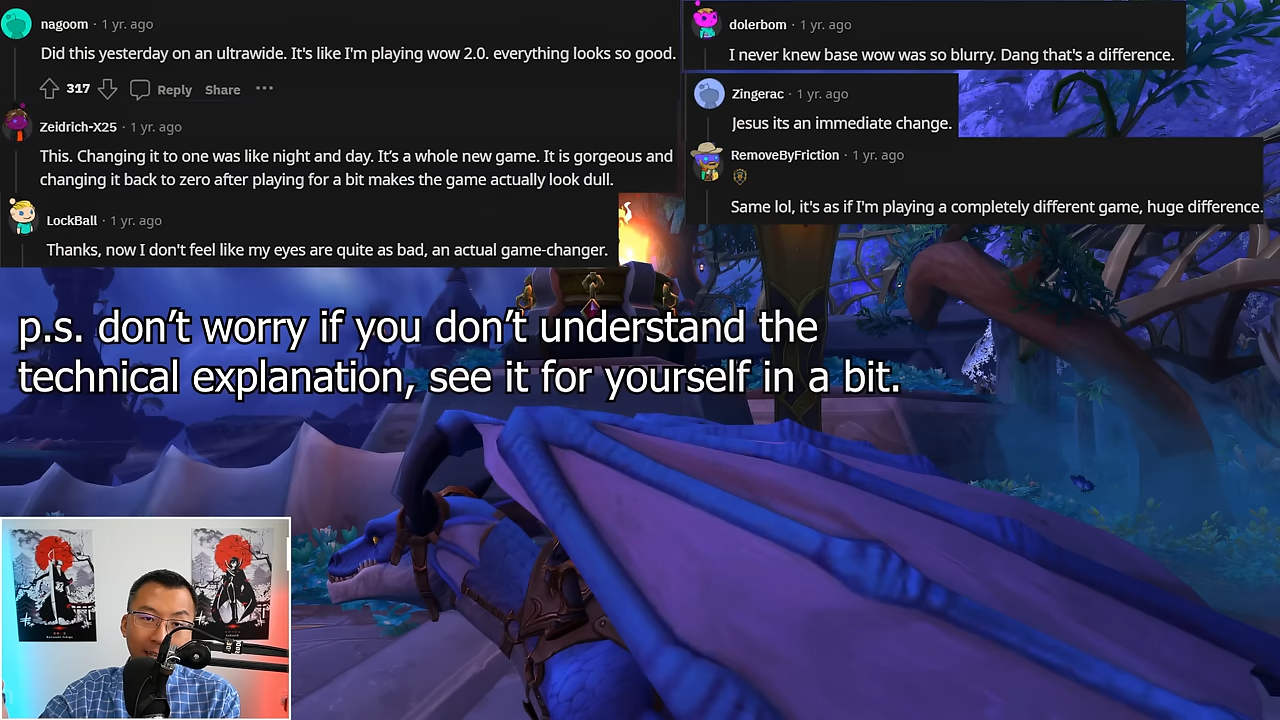 nagoom · 1 yr. ago
Did this yesterday on an ultrawide. It's like I'm playing wow 2.0. everything looks so good.
317 Reply Share ···
Zeidrich-X25 · 1 yr. ago
This. Changing it to one was like night and day. It's a whole new game. It is gorgeous and
changing it back to zero after playing for a bit makes the game actually look dull.
LockBall · 1 yr. ago
Thanks, now I don't feel like my eyes are quite as bad, an actual game-changer.
dolerbom · 1 yr. ago
I never knew base wow was so blurry. Dang that's a difference.
Zingerac · 1 yr. ago
Jesus its an immediate change.
RemoveByFriction · 1 yr. ago
Same lol, it's as if I'm playing a completely different game, huge difference.
p.s. don't worry if you don't understand the
technical explanation, see it for yourself in a bit.